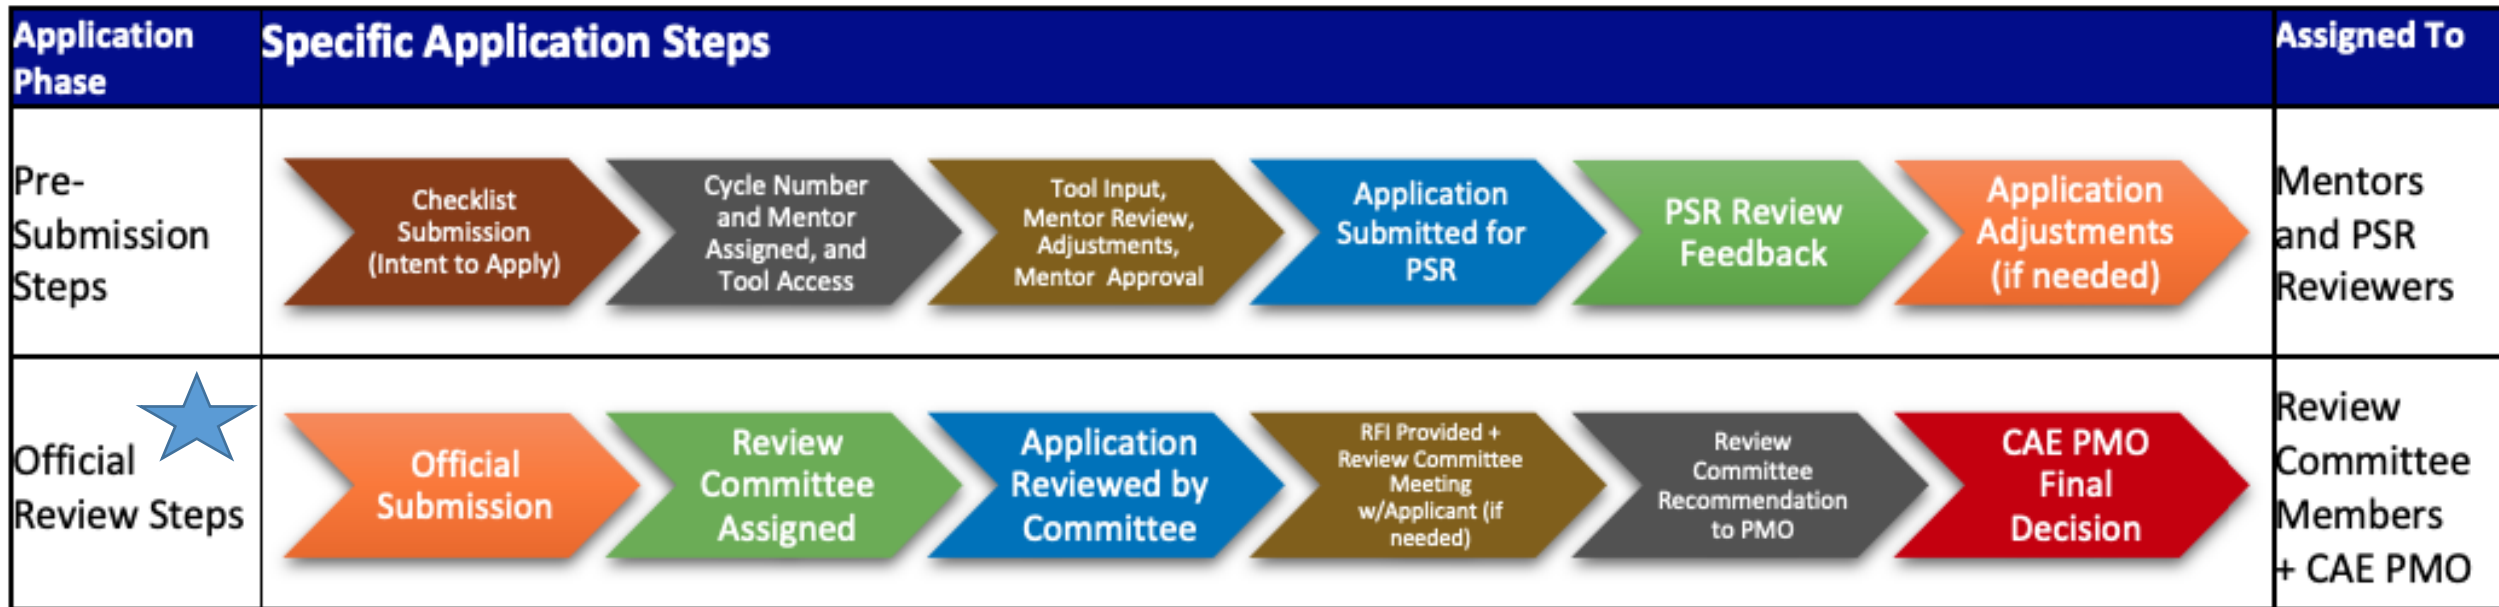 Application
Phase
Specific Application Steps
Assigned To
Pre-
Submission
Steps
Checklist
Submission
(Intent to Apply)
Cycle Number
and Mentor
Assigned, and
Tool Access
Tool Input,
Mentor Review,
Adjustments,
Mentor Approval
Application
Submitted for
PSR
PSR Review
Feedback
Application
Adjustments
(if needed)
Mentors
and PSR
Reviewers
Official
Review Steps
Official
Submission
Review
Committee
Assigned
Application
Reviewed by
Committee
RFI Provided +
Review Committee
Meeting
w/Applicant (if
needed)
Review
Committee
Recommendation
to PMO
CAE PMO
Final
Decision
Review
Committee
Members
+ CAE PMO